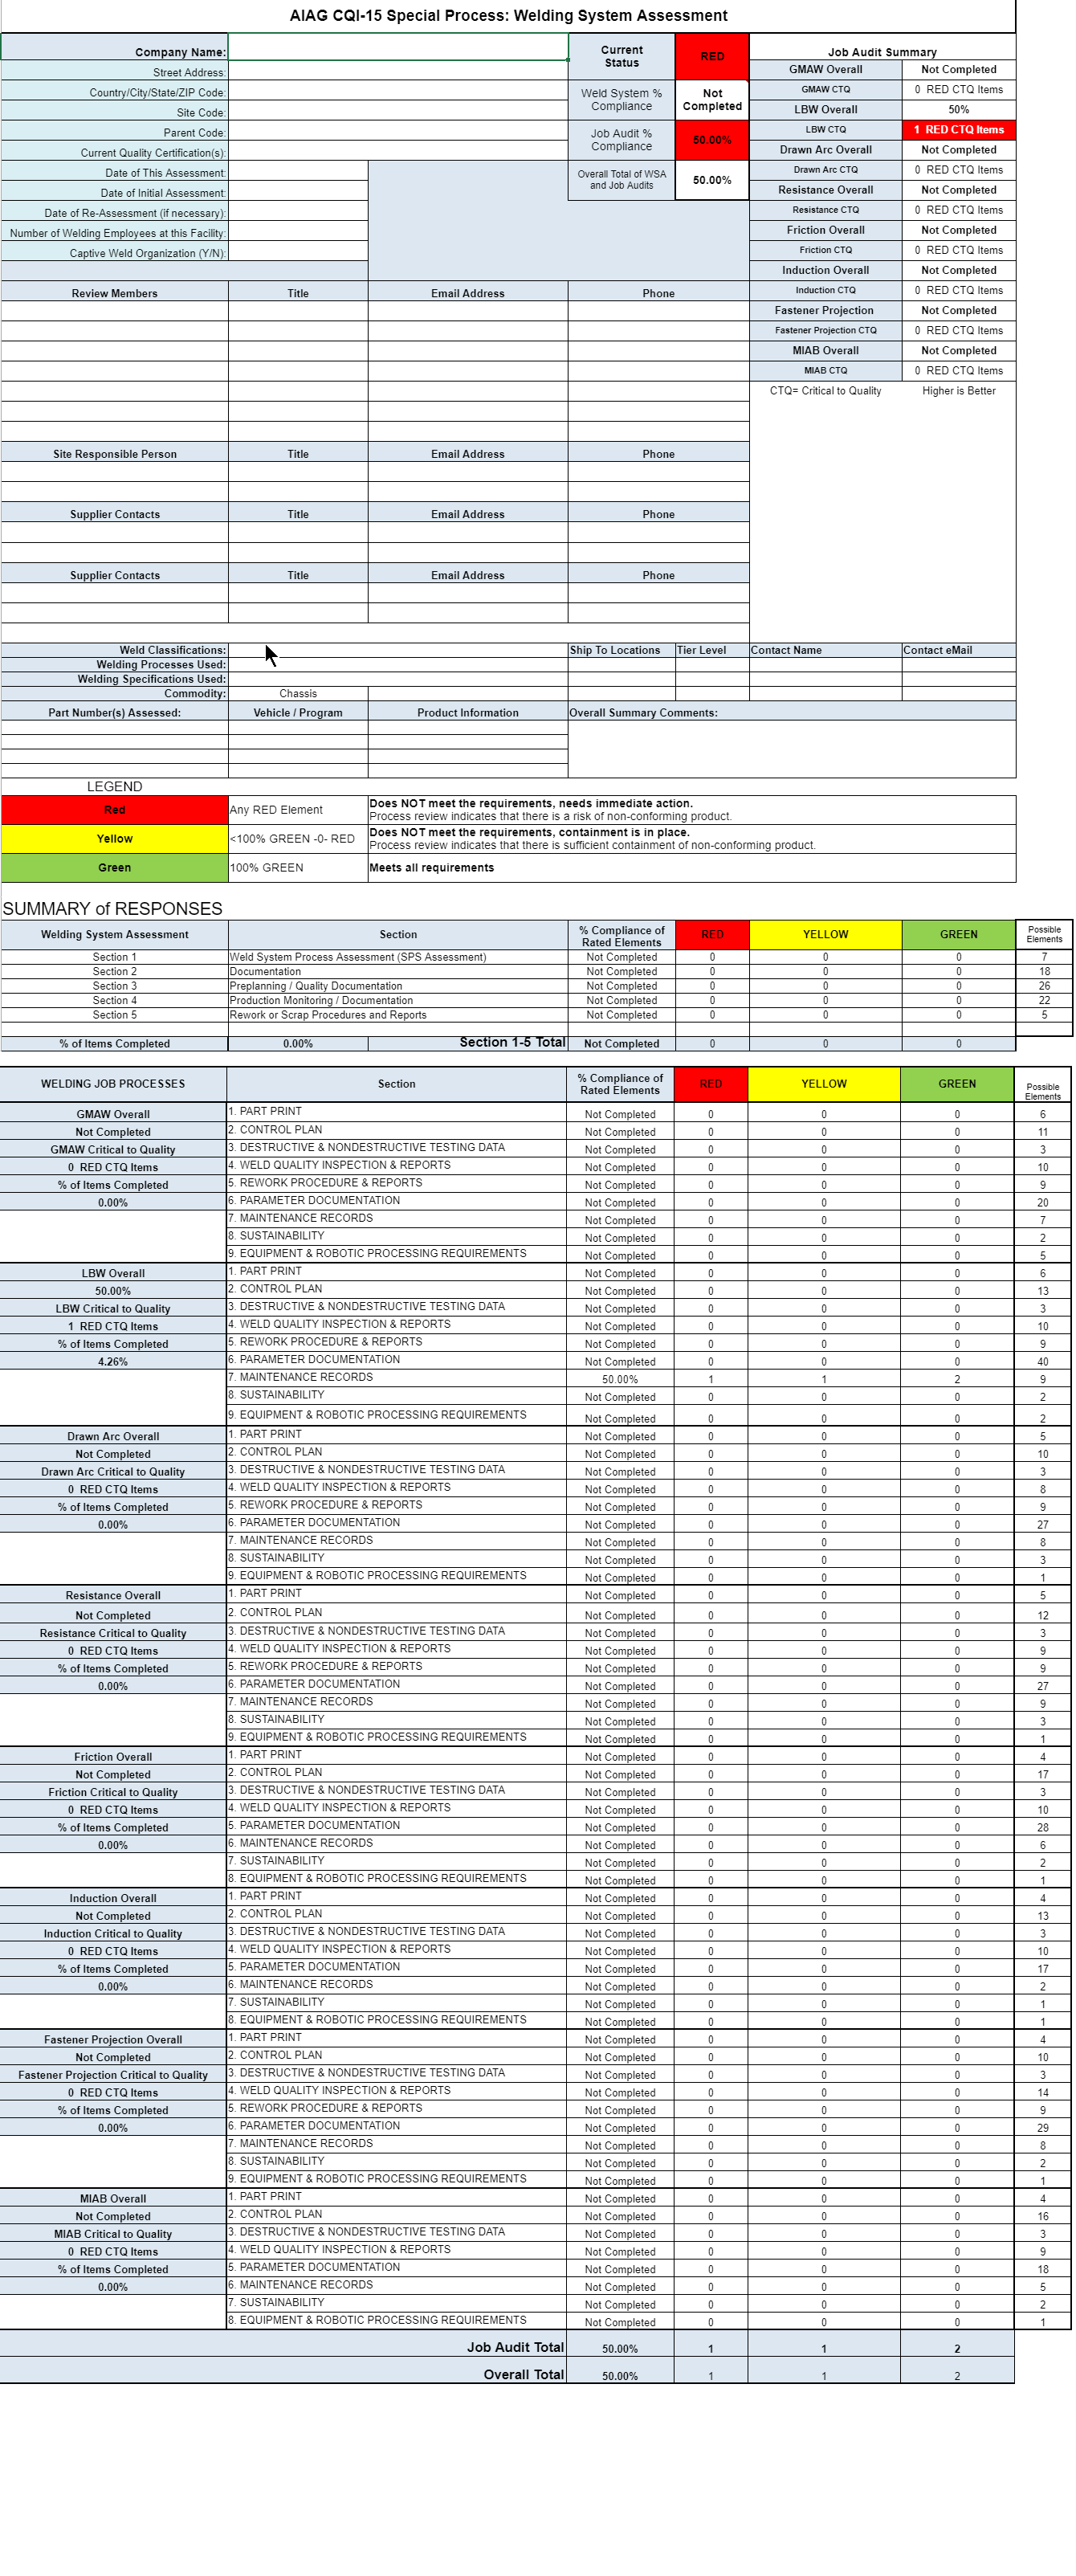 AIAG CQI-15 Special Process: Welding System Assessment
Company Name: Current Status RED Job Audit Summary
GMAW Overall Not Completed
Street Address:
Country/City/State/ZIP Code: Weld System % Compliance Not Completed GMAW CTQ 0 RED CTQ Items
Site Code: LBW Overall 50%
Parent Code: Job Audit % Compliance 50.00% LBW CTQ 1 RED CTQ Items
Current Quality Certification(s): Drawn Arc Overall Not Completed
Date of This Assessment: Overall Total of WSA and Job Audits 50.00% Drawn Arc CTQ 0 RED CTQ Items
Date of Initial Assessment: Resistance Overall Not Completed
Date of Re-Assessment (if necessary): Resistance CTQ 0 RED CTQ Items
Number of Welding Employees at this Facility: Friction Overall Not Completed
Captive Weld Organization (Y/N): Friction CTQ 0 RED CTQ Items
Induction Overall Not Completed
Review Members Title Email Address Phone Induction CTQ 0 RED CTQ Items
Fastener Projection Not Completed
Fastener Projection CTQ 0 RED CTQ Items
MIAB Overall Not Completed
MIAB CTQ 0 RED CTQ Items
CTQ= Critical to Quality Higher is Better
Site Responsible Person Title Email Address Phone
Supplier Contacts Title Email Address Phone
Supplier Contacts Title Email Address Phone
Weld Classifications: Ship To Locations Tier Level Contact Name Contact eMail
Welding Processes Used:
Welding Specifications Used:
Commodity: Chassis
Part Number(s) Assessed: Vehicle / Program Product Information Overall Summary Comments:
LEGEND
Red Any RED Element Does NOT meet the requirements, needs immediate action.
Process review indicates that there is a risk of non-conforming product.
Yellow <100% GREEN -0- RED Does NOT meet the requirements, containment is in place.
Process review indicates that there is sufficient containment of non-conforming product.
Green 100% GREEN Meets all requirements
SUMMARY of RESPONSES
Welding System Assessment Section % Compliance of Rated Elements RED YELLOW GREEN Possible Elements
Section 1 Weld System Process Assessment (SPS Assessment) Not Completed 0 0 0 7
Section 2 Documentation Not Completed 0 0 0 18
Section 3 Preplanning / Quality Documentation Not Completed 0 0 0 26
Section 4 Production Monitoring / Documentation Not Completed 0 0 0 22
Section 5 Rework or Scrap Procedures and Reports Not Completed 0 0 0 5
% of Items Completed 0.00% Section 1-5 Total Not Completed 0 0 0
WELDING JOB PROCESSES Section % Compliance of Rated Elements RED YELLOW GREEN Possible Elements
GMAW Overall 1. PART PRINT Not Completed 0 0 0 6
Not Completed 2. CONTROL PLAN Not Completed 0 0 0 11
GMAW Critical to Quality 3. DESTRUCTIVE & NONDESTRUCTIVE TESTING DATA Not Completed 0 0 0 3
0 RED CTQ Items 4. WELD QUALITY INSPECTION & REPORTS Not Completed 0 0 0 10
% of Items Completed 5. REWORK PROCEDURE & REPORTS Not Completed 0 0 0 9
0.00% 6. PARAMETER DOCUMENTATION Not Completed 0 0 0 20
7. MAINTENANCE RECORDS Not Completed 0 0 0 7
8. SUSTAINABILITY Not Completed 0 0 0 2
9. EQUIPMENT & ROBOTIC PROCESSING REQUIREMENTS Not Completed 0 0 0 5
LBW Overall 1. PART PRINT Not Completed 0 0 0 6
50.00% 2. CONTROL PLAN Not Completed 0 0 0 13
LBW Critical to Quality 3. DESTRUCTIVE & NONDESTRUCTIVE TESTING DATA Not Completed 0 0 0 3
1 RED CTQ Items 4. WELD QUALITY INSPECTION & REPORTS Not Completed 0 0 0 10
% of Items Completed 5. REWORK PROCEDURE & REPORTS Not Completed 0 0 0 9
4.26% 6. PARAMETER DOCUMENTATION Not Completed 0 0 0 40
7. MAINTENANCE RECORDS 50.00% 1 1 2 9
8. SUSTAINABILITY Not Completed 0 0 0 2
9. EQUIPMENT & ROBOTIC PROCESSING REQUIREMENTS Not Completed 0 0 0 2
Drawn Arc Overall 1. PART PRINT Not Completed 0 0 0 5
Not Completed 2. CONTROL PLAN Not Completed 0 0 0 10
Drawn Arc Critical to Quality 3. DESTRUCTIVE & NONDESTRUCTIVE TESTING DATA Not Completed 0 0 0 3
0 RED CTQ Items 4. WELD QUALITY INSPECTION & REPORTS Not Completed 0 0 0 8
% of Items Completed 5. REWORK PROCEDURE & REPORTS Not Completed 0 0 0 9
0.00% 6. PARAMETER DOCUMENTATION Not Completed 0 0 0 27
7. MAINTENANCE RECORDS Not Completed 0 0 0 8
8. SUSTAINABILITY Not Completed 0 0 0 3
9. EQUIPMENT & ROBOTIC PROCESSING REQUIREMENTS Not Completed 0 0 0 1
Resistance Overall 1. PART PRINT Not Completed 0 0 0 5
Not Completed 2. CONTROL PLAN Not Completed 0 0 0 12
Resistance Critical to Quality 3. DESTRUCTIVE & NONDESTRUCTIVE TESTING DATA Not Completed 0 0 0 3
0 RED CTQ Items 4. WELD QUALITY INSPECTION & REPORTS Not Completed 0 0 0 9
% of Items Completed 5. REWORK PROCEDURE & REPORTS Not Completed 0 0 0 9
0.00% 6. PARAMETER DOCUMENTATION Not Completed 0 0 0 27
7. MAINTENANCE RECORDS Not Completed 0 0 0 9
8. SUSTAINABILITY Not Completed 0 0 0 3
9. EQUIPMENT & ROBOTIC PROCESSING REQUIREMENTS Not Completed 0 0 0 1
Friction Overall 1. PART PRINT Not Completed 0 0 0 4
Not Completed 2. CONTROL PLAN Not Completed 0 0 0 17
Friction Critical to Quality 3. DESTRUCTIVE & NONDESTRUCTIVE TESTING DATA Not Completed 0 0 0 3
0 RED CTQ Items 4. WELD QUALITY INSPECTION & REPORTS Not Completed 0 0 0 10
% of Items Completed 5. PARAMETER DOCUMENTATION Not Completed 0 0 0 28
0.00% 6. MAINTENANCE RECORDS Not Completed 0 0 0 6
7. SUSTAINABILITY Not Completed 0 0 0 2
8. EQUIPMENT & ROBOTIC PROCESSING REQUIREMENTS Not Completed 0 0 0 1
Induction Overall 1. PART PRINT Not Completed 0 0 0 4
Not Completed 2. CONTROL PLAN Not Completed 0 0 0 13
Induction Critical to Quality 3. DESTRUCTIVE & NONDESTRUCTIVE TESTING DATA Not Completed 0 0 0 3
0 RED CTQ Items 4. WELD QUALITY INSPECTION & REPORTS Not Completed 0 0 0 10
% of Items Completed 5. PARAMETER DOCUMENTATION Not Completed 0 0 0 17
0.00% 6. MAINTENANCE RECORDS Not Completed 0 0 0 2
7. SUSTAINABILITY Not Completed 0 0 0 1
8. EQUIPMENT & ROBOTIC PROCESSING REQUIREMENTS Not Completed 0 0 0 1
Fastener Projection Overall 1. PART PRINT Not Completed 0 0 0 4
Not Completed 2. CONTROL PLAN Not Completed 0 0 0 10
Fastener Projection Critical to Quality 3. DESTRUCTIVE & NONDESTRUCTIVE TESTING DATA Not Completed 0 0 0 3
0 RED CTQ Items 4. WELD QUALITY INSPECTION & REPORTS Not Completed 0 0 0 14
% of Items Completed 5. REWORK PROCEDURE & REPORTS Not Completed 0 0 0 9
0.00% 6. PARAMETER DOCUMENTATION Not Completed 0 0 0 29
7. MAINTENANCE RECORDS Not Completed 0 0 0 8
8. SUSTAINABILITY Not Completed 0 0 0 2
9. EQUIPMENT & ROBOTIC PROCESSING REQUIREMENTS Not Completed 0 0 0 1
MIAB Overall 1. PART PRINT Not Completed 0 0 0 4
Not Completed 2. CONTROL PLAN Not Completed 0 0 0 16
MIAB Critical to Quality 3. DESTRUCTIVE & NONDESTRUCTIVE TESTING DATA Not Completed 0 0 0 3
0 RED CTQ Items 4. WELD QUALITY INSPECTION & REPORTS Not Completed 0 0 0 9
% of Items Completed 5. PARAMETER DOCUMENTATION Not Completed 0 0 0 18
0.00% 6. MAINTENANCE RECORDS Not Completed 0 0 0 5
7. SUSTAINABILITY Not Completed 0 0 0 2
8. EQUIPMENT & ROBOTIC PROCESSING REQUIREMENTS Not Completed 0 0 0 1
Job Audit Total 50.00% 1 1 2
Overall Total 50.00% 1 1 2